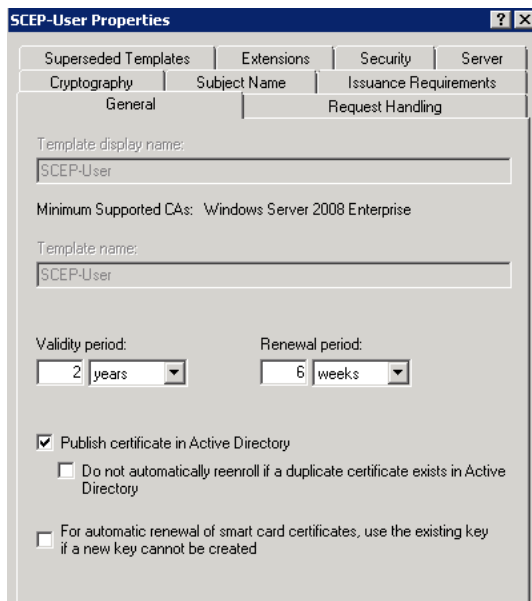 SCEP-User Properties
Superseded Templates Extensions Security Server
Cryptography Subject Name Issuance Requirements
General Request Handling
Template display name:
SCEP-User
Minimum Supported CAs: Windows Server 2008 Enterprise
Template name:
SCEP-User
Validity period: Renewal period:
2 years 6 weeks
Publish certificate in Active Directory
Do not automatically reenroll if a duplicate certificate exists in Active
Directory
For automatic renewal of smart card certificates, use the existing key
if a new key cannot be created